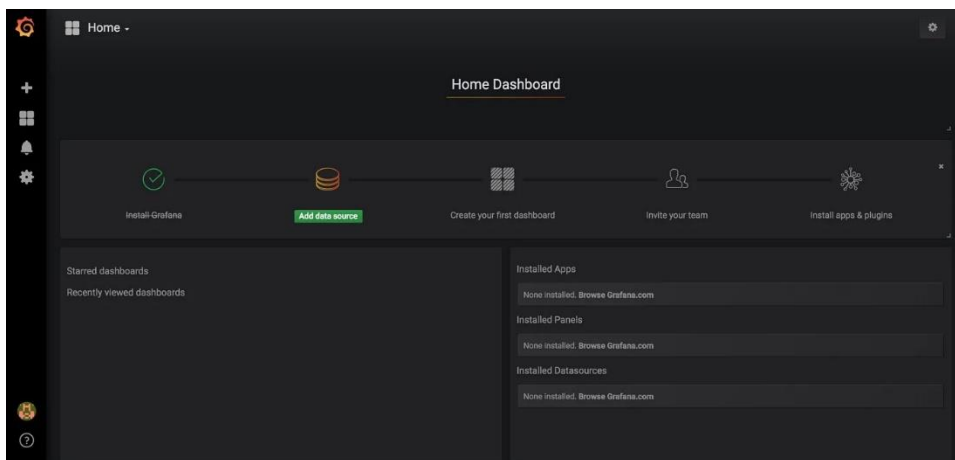 Home
Home Dashboard
Install Grafana
Add data source
Create your first dashboard
Invite your team
Install apps & plugins
Starred dashboards
Recently viewed dashboards
Installed Apps
None installed. Browse Grafana.com
Installed Panels
None installed. Browse Grafana.com
Installed Datasources
None installed. Browse Grafana.com